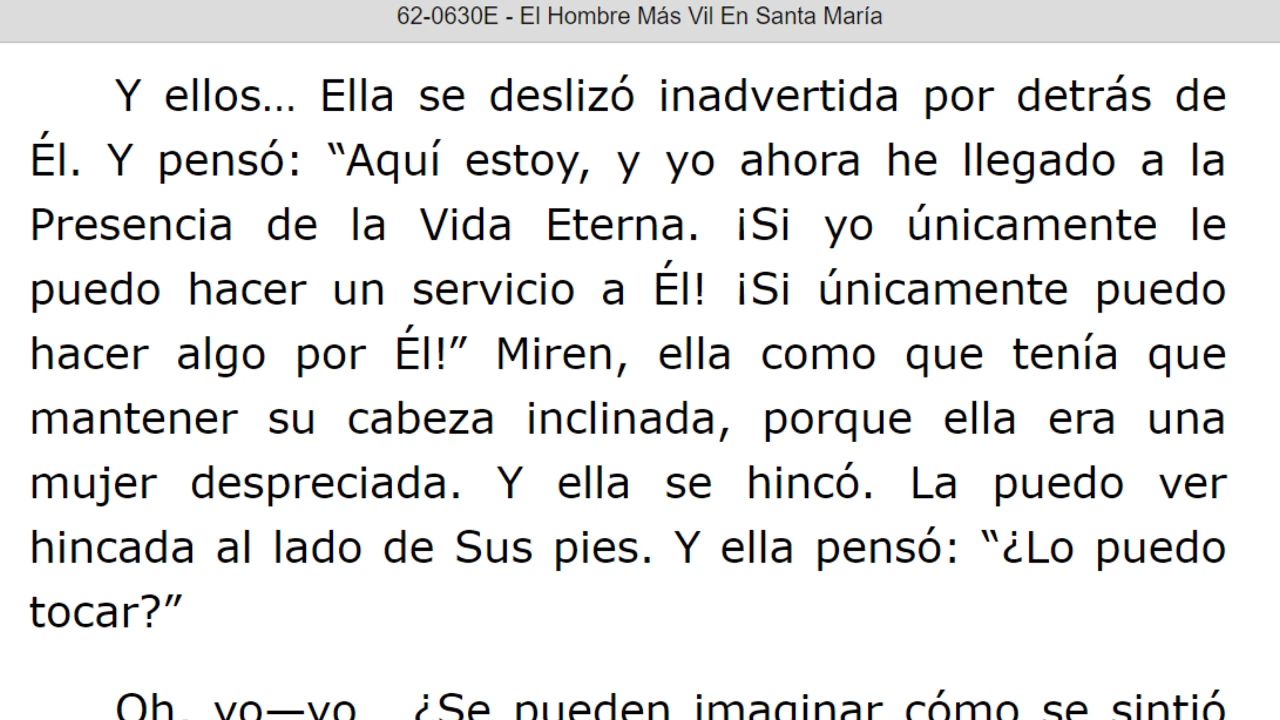 62-0630E - El Hombre Más Vil En Santa María
Y ellos… Ella se deslizó inadvertida por detrás de
Él. Y pensó: “Aquí estoy, y yo ahora he llegado a la
Presencia de la Vida Eterna. ¡Si yo únicamente le
puedo hacer un servicio a Él! ¡Si únicamente puedo
hacer algo por Él!” Miren, ella como que tenía que
mantener su cabeza inclinada, porque ella era una
mujer despreciada. Y ella se hincó. La puedo ver
hincada al lado de Sus pies. Y ella pensó: “¿Lo puedo
tocar?”
Oh, yo—yo ¿Se pueden imaginar cómo se sintió